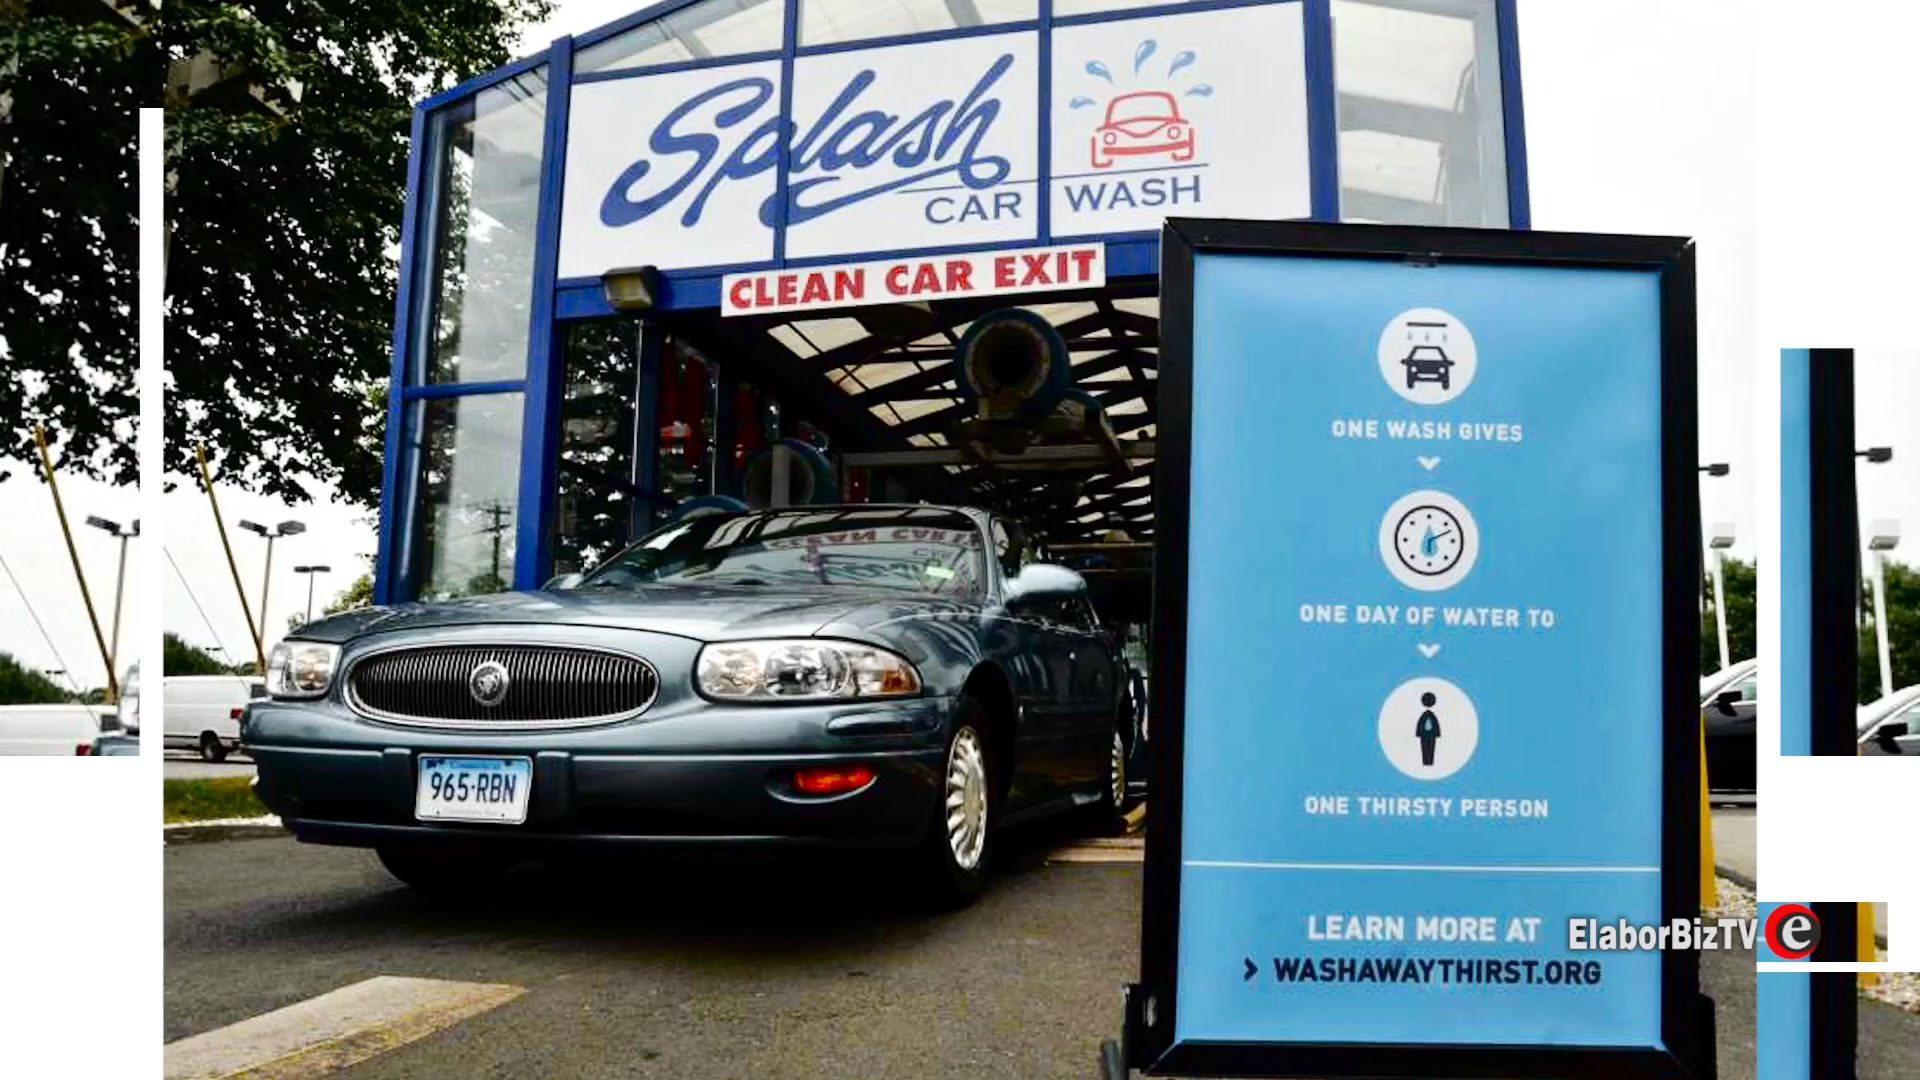 Splash
CAR WASH
CLEAN CAR EXIT
ONE WASH GIVES
ONE DAY OF WATER TO
ONE THIRSTY PERSON
LEARN MORE AT
> WASHAWAYTHIRST.ORG
965·RBN
ElaborBizTV e